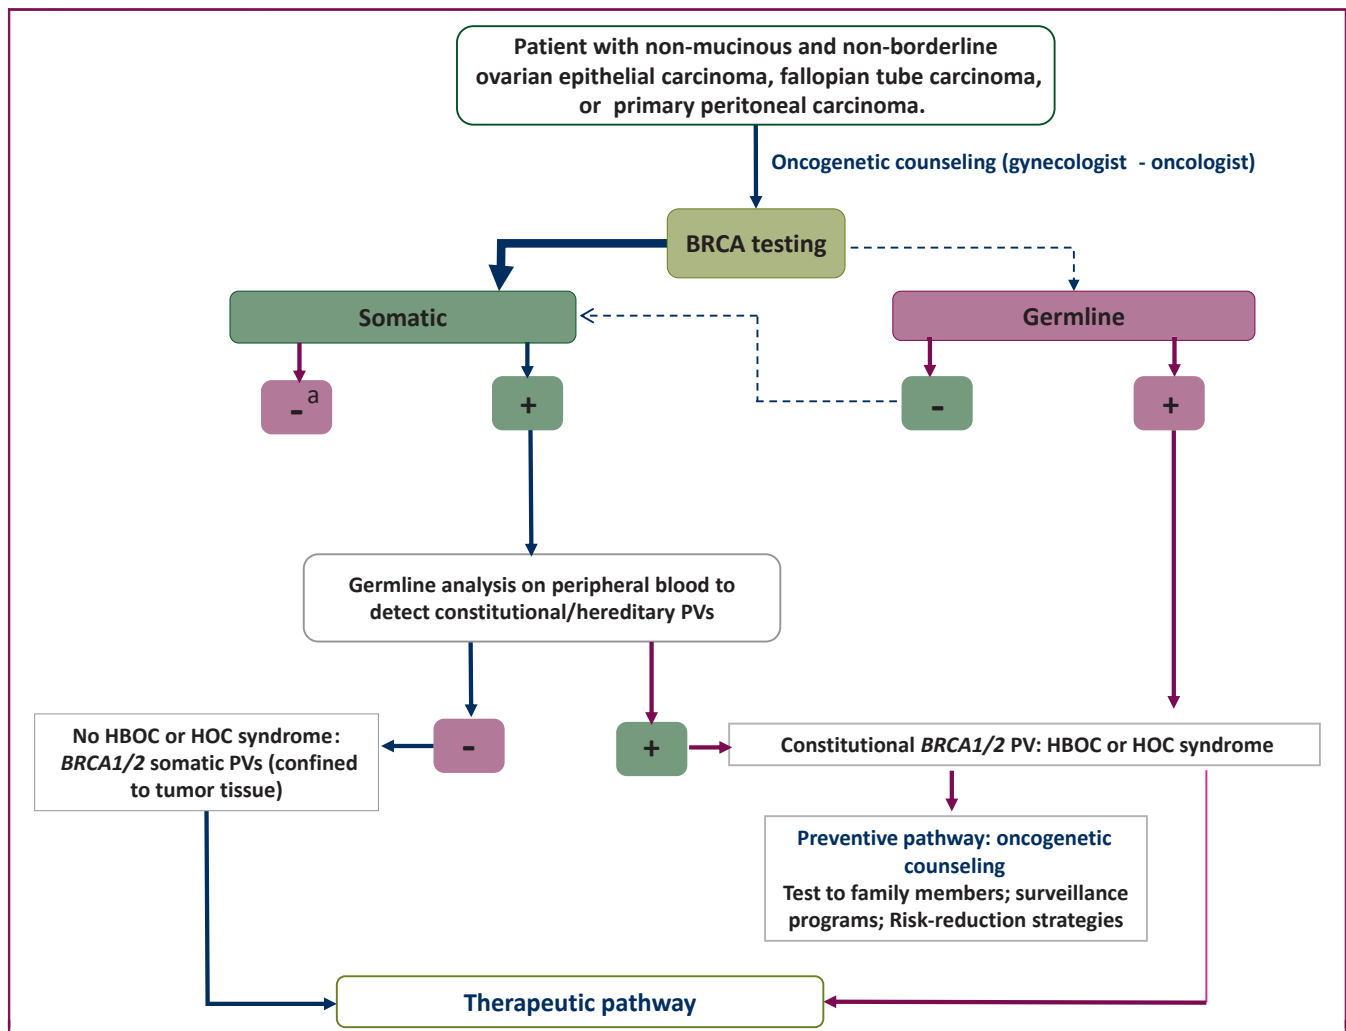 Patient with non-mucinous and non-borderline
ovarian epithelial carcinoma, fallopian tube carcinoma,
or primary peritoneal carcinoma.
Oncogenetic counseling (gynecologist - oncologist)
BRCA testing
Somatic
Germline
- a
+
-
+
Germline analysis on peripheral blood to
detect constitutional/hereditary PVs
No HBOC or HOC syndrome:
BRCA1/2 somatic PVs (confined
to tumor tissue)
-
+
Constitutional BRCA1/2 PV: HBOC or HOC syndrome
Preventive pathway: oncogenetic
counseling
Test to family members; surveillance
programs; Risk-reduction strategies
Therapeutic pathway